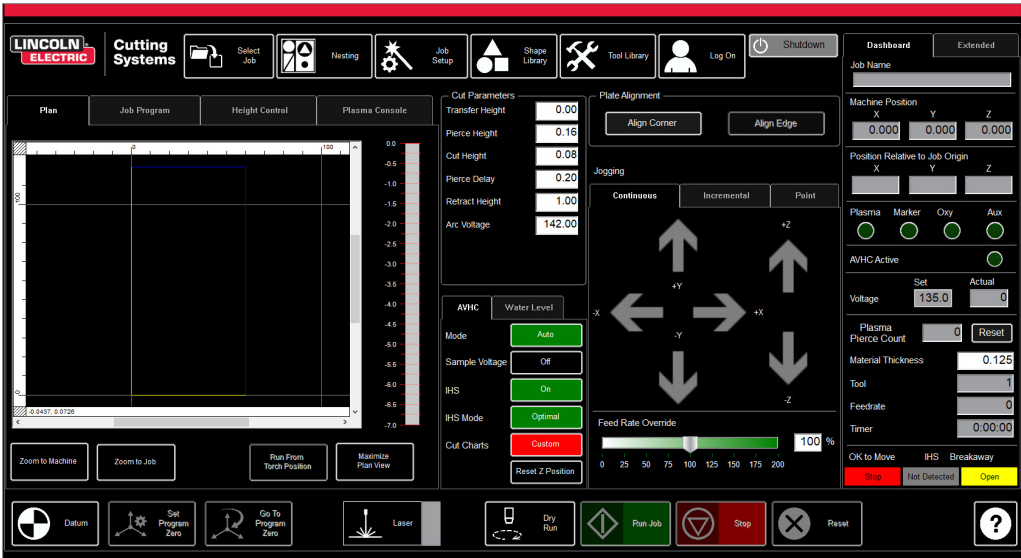 LINCOLN
ELECTRIC
Cutting
Systems
Select
Job
Nesting
Job
Setup
Shape
Library
Tool Library
Log On
Shutdown
Plan
Job Program
Height Control
Plasma Console
0
100
100
0
-0.0437, 0.0726
0.0
-0.5
-1.0
-1.5
-2.0
-2.5
-3.0
-3.5
-4.0
-4.5
-5.0
-5.5
-6.0
-6.5
-7.0
Zoom to Machine
Zoom to Job
Run From
Torch Position
Maximize
Plan View
Cut Parameters
Transfer Height 0.00
Pierce Height 0.16
Cut Height 0.08
Pierce Delay 0.20
Retract Height 1.00
Arc Voltage 142.00
AVHC
Water Level
Mode Auto
Sample Voltage Off
IHS On
IHS Mode Optimal
Cut Charts Custom
Reset Z Position
Plate Alignment
Align Corner
Align Edge
Jogging
Continuous
Incremental
Point
+Y
+Z
-X
+X
-Y
-Z
Feed Rate Override
100 %
0 25 50 75 100 125 150 175 200
Dashboard
Extended
Job Name
Machine Position
X Y Z
0.000 0.000 0.000
Position Relative to Job Origin
X Y Z
Plasma Marker Oxy Aux
AVHC Active
Set Actual
Voltage 135.0 0
Plasma
Pierce Count 0 Reset
Material Thickness 0.125
Tool 1
Feedrate 0
Timer 0:00:00
OK to Move IHS Breakaway
Stop Not Detected Open
Datum
Set
Program
Zero
Go To
Program
Zero
Laser
Dry
Run
Run Job
Stop
Reset
?